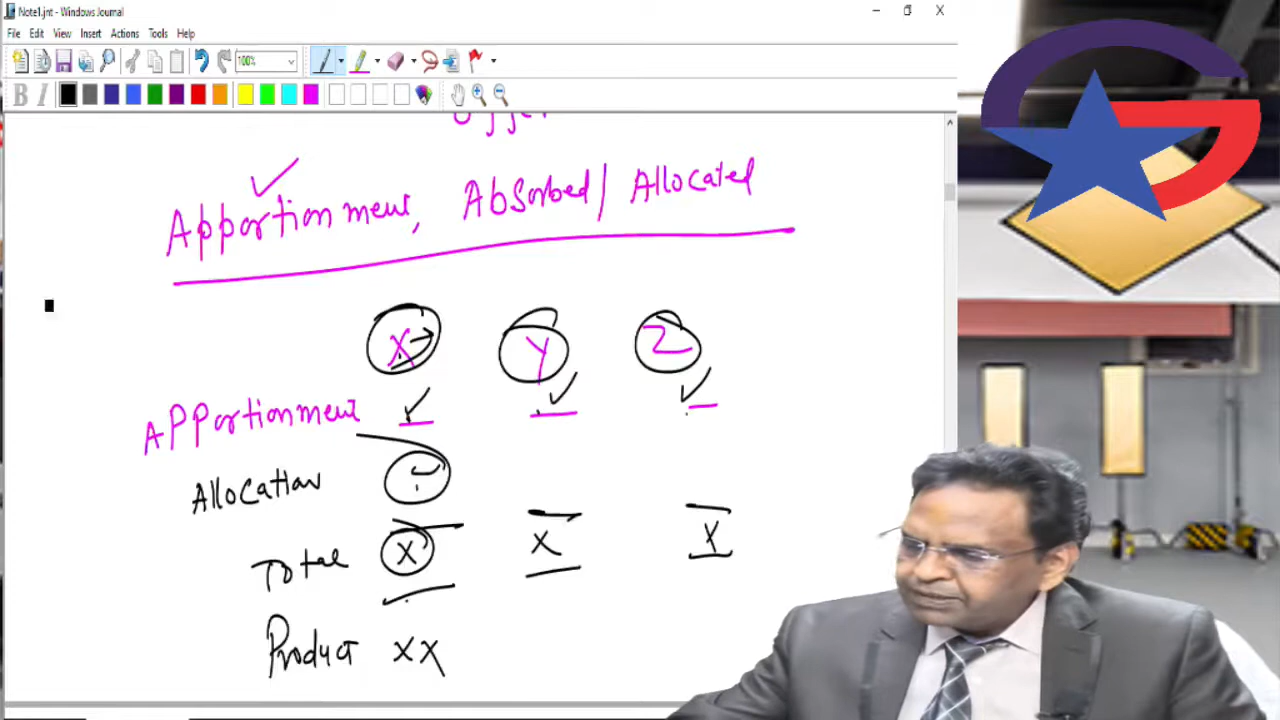 Note1.jnt - Windows Journal
File Edit View Insert Actions Tools Help
100%
B I
Apportionment, Absorbed/Allocated
X Y Z
APPortionment
Allocation
Total X X X
Product XX